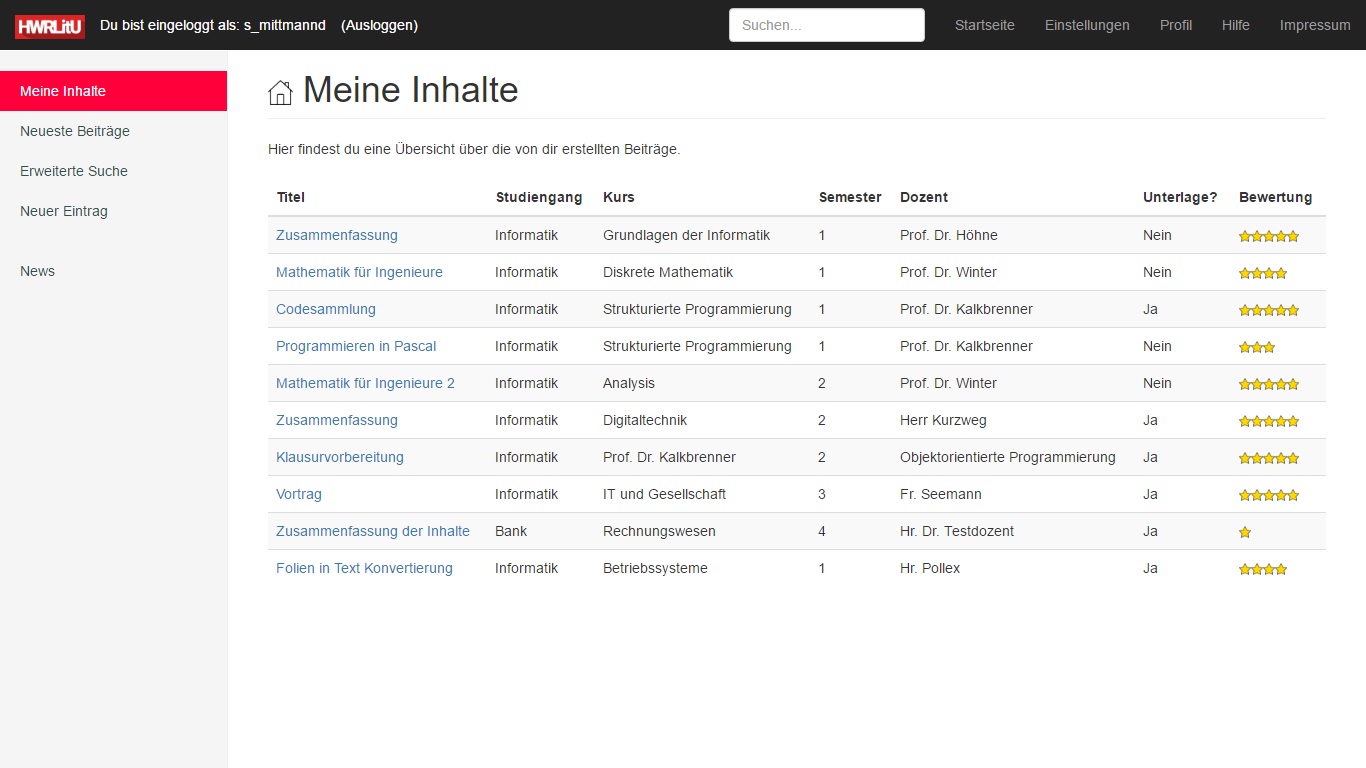 HWRLitU Du bist eingeloggt als: s_mittmannd (Ausloggen) Suchen... Startseite Einstellungen Profil Hilfe Impressum
Meine Inhalte
Neueste Beiträge
Erweiterte Suche
Neuer Eintrag
News
Meine Inhalte
Hier findest du eine Übersicht über die von dir erstellten Beiträge.
Titel Studiengang Kurs Semester Dozent Unterlage? Bewertung
Zusammenfassung Informatik Grundlagen der Informatik 1 Prof. Dr. Höhne Nein
Mathematik für Ingenieure Informatik Diskrete Mathematik 1 Prof. Dr. Winter Nein
Codesammlung Informatik Strukturierte Programmierung 1 Prof. Dr. Kalkbrenner Ja
Programmieren in Pascal Informatik Strukturierte Programmierung 1 Prof. Dr. Kalkbrenner Nein
Mathematik für Ingenieure 2 Informatik Analysis 2 Prof. Dr. Winter Nein
Zusammenfassung Informatik Digitaltechnik 2 Herr Kurzweg Ja
Klausurvorbereitung Informatik Prof. Dr. Kalkbrenner 2 Objektorientierte Programmierung Ja
Vortrag Informatik IT und Gesellschaft 3 Fr. Seemann Ja
Zusammenfassung der Inhalte Bank Rechnungswesen 4 Hr. Dr. Testdozent Ja
Folien in Text Konvertierung Informatik Betriebssysteme 1 Hr. Pollex Ja